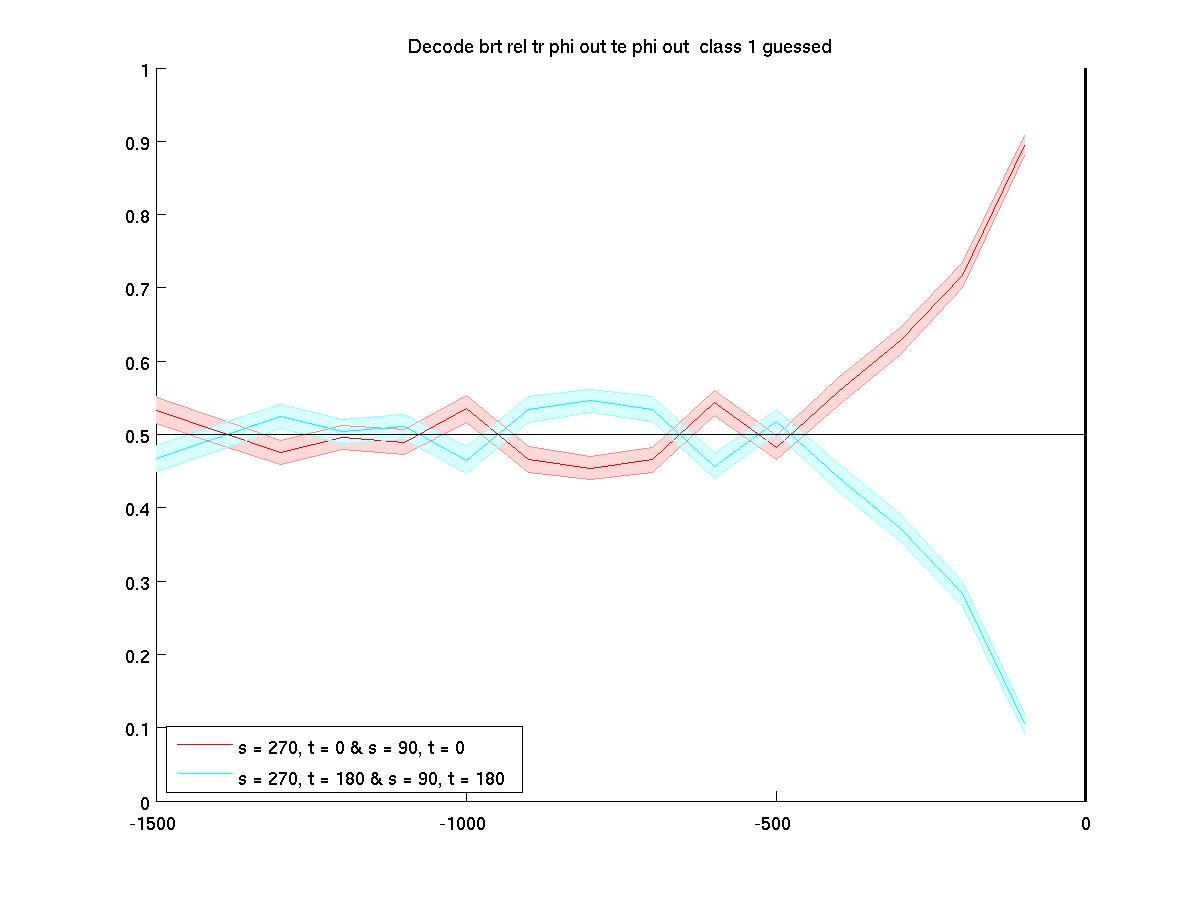 Decode brt rel tr phi out te phi out  class 1 guessed
1
0.9
0.8
0.7
0.6
0.5
0.4
0.3
0.2
0.1
0
s = 270, t = 0 & s = 90, t = 0
s = 270, t = 180 & s = 90, t = 180
-1500 -1000 -500 0